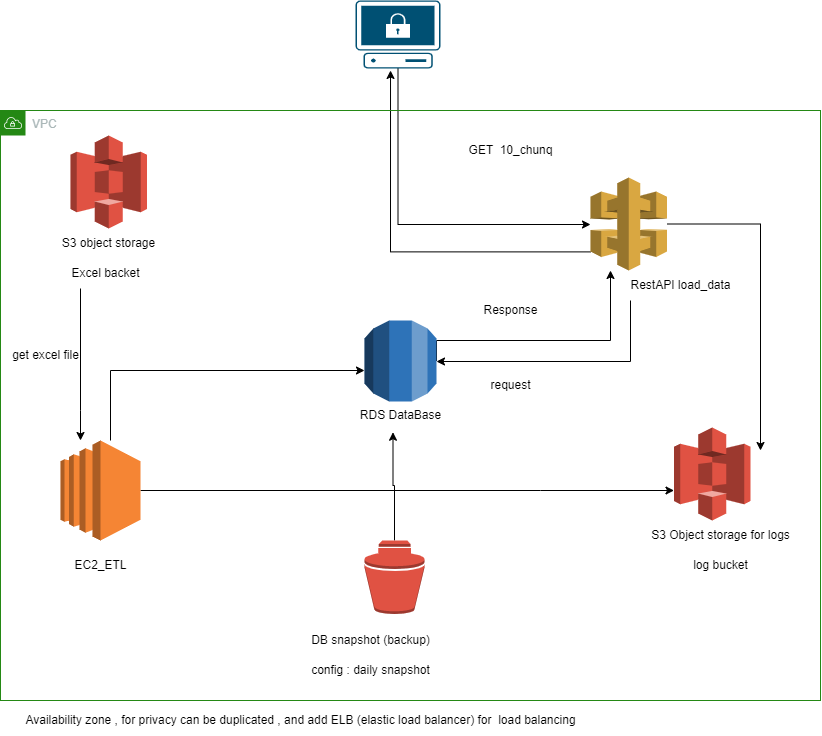 VPC
GET  10_chunq
S3 object storage
Excel backet
RestAPI load_data
Response
get excel file
request
RDS DataBase
S3 Object storage for logs
log bucket
EC2_ETL
DB snapshot (backup)
config : daily snapshot
Availability zone , for privacy can be duplicated , and add ELB (elastic load balancer) for  load balancing